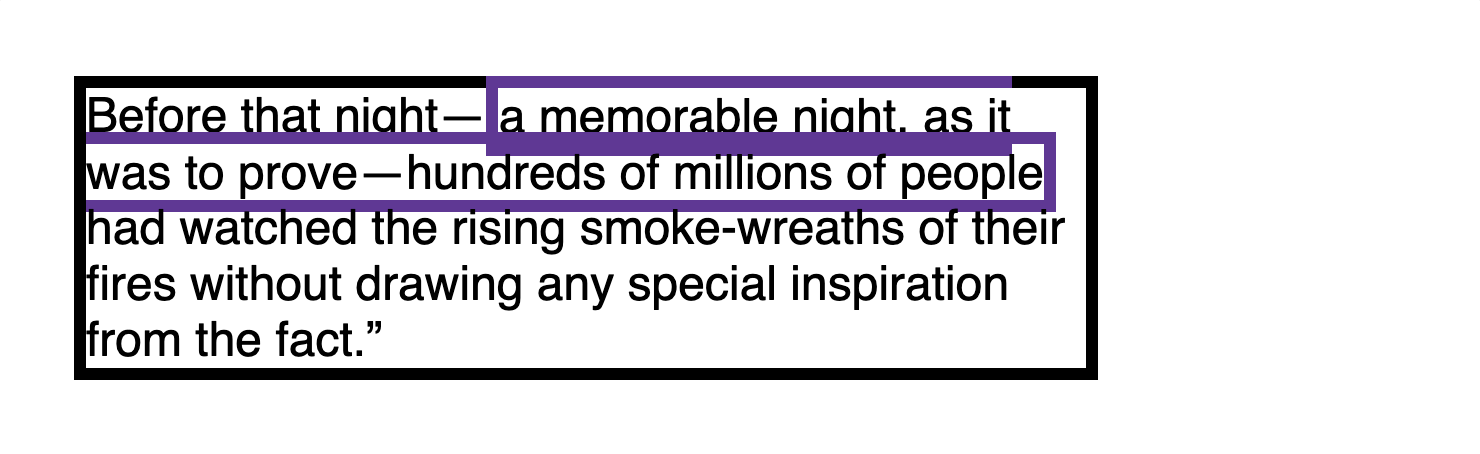 Before that night—a memorable night, as it
was to prove—hundreds of millions of people
had watched the rising smoke-wreaths of their
fires without drawing any special inspiration
from the fact.”